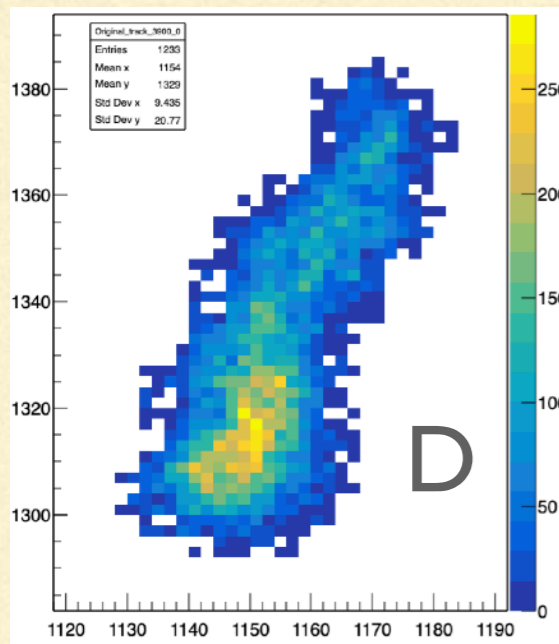 Original_track_3900_0
Entries 1233
Mean x 1154
Mean y 1329
Std Dev x 9.435
Std Dev y 20.77
1380
1360
1340
1320
1300
1120 1130 1140 1150 1160 1170 1180 1190
250
200
150
100
50
0
D